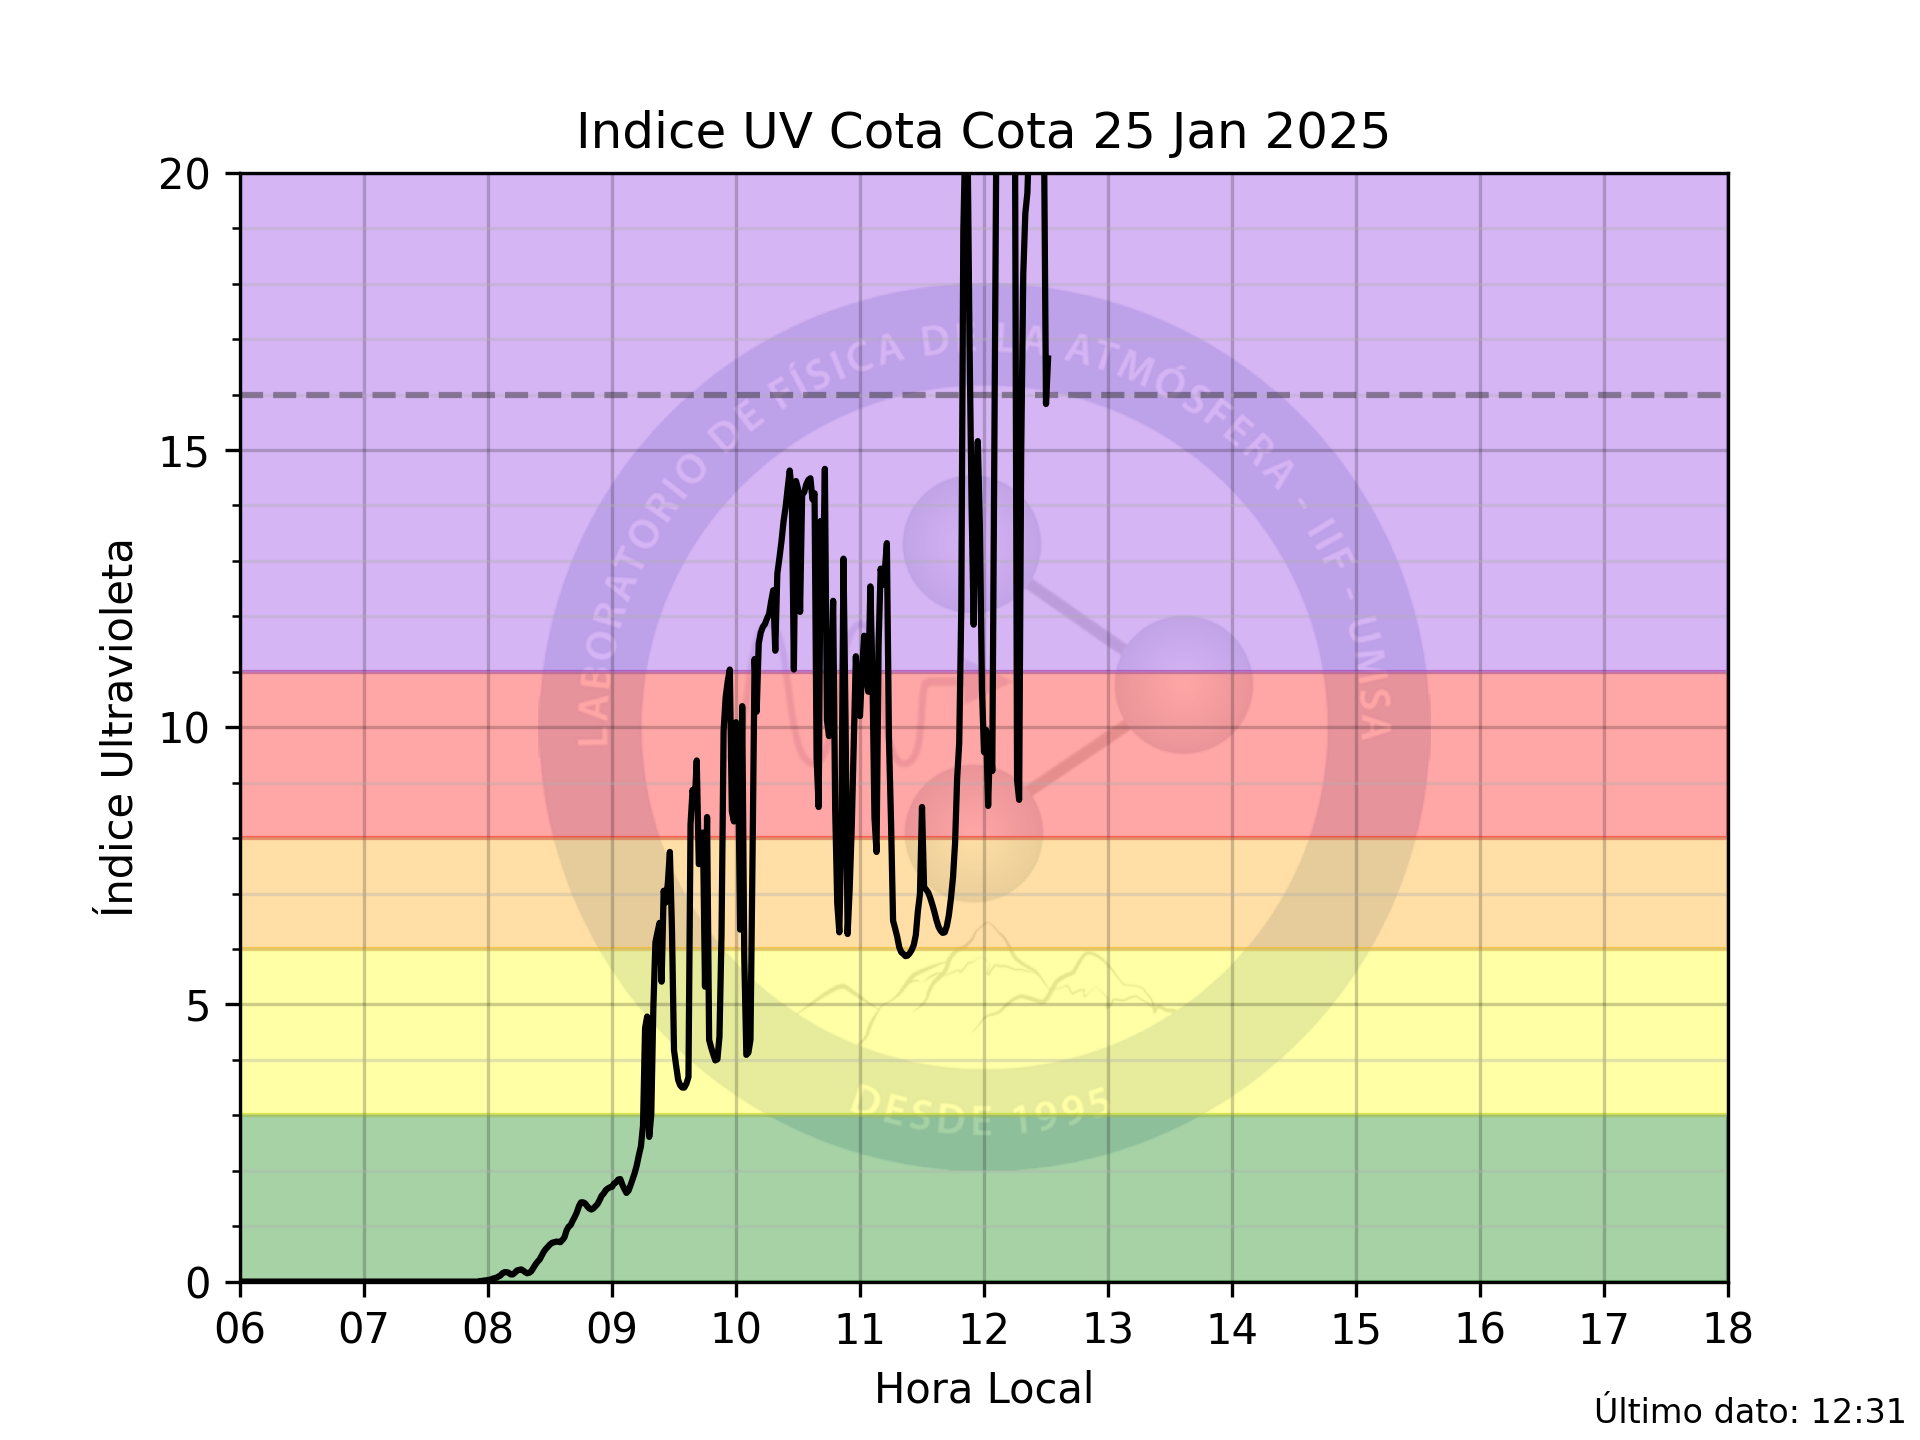 Indice UV Cota Cota 25 Jan 2025
20
15
10
5
0
Índice Ultravioleta
LABORATORIO DE FÍSICA DE LA ATMÓSFERA - IIF - UMSA
DESDE 1995
06 07 08 09 10 11 12 13 14 15 16 17 18
Hora Local
Último dato: 12:31